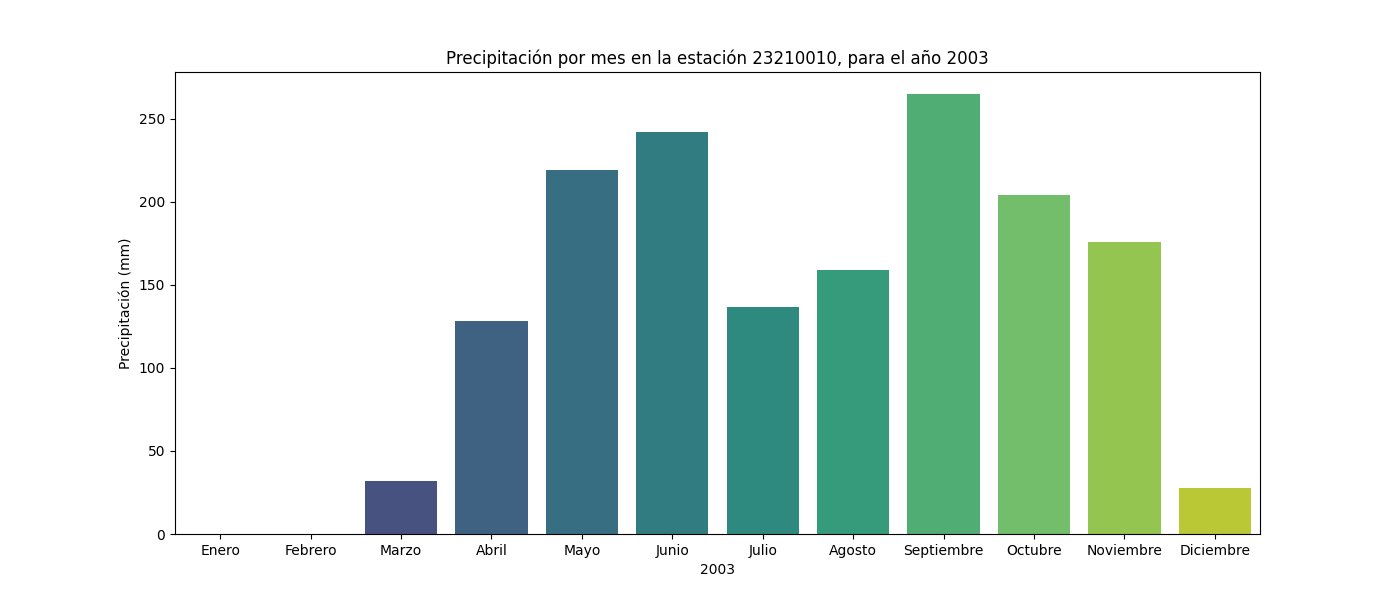 Precipitación por mes en la estación 23210010, para el año 2003
Precipitación (mm)
250
200
150
100
50
0
Enero Febrero Marzo Abril Mayo Junio Julio Agosto Septiembre Octubre Noviembre Diciembre
2003